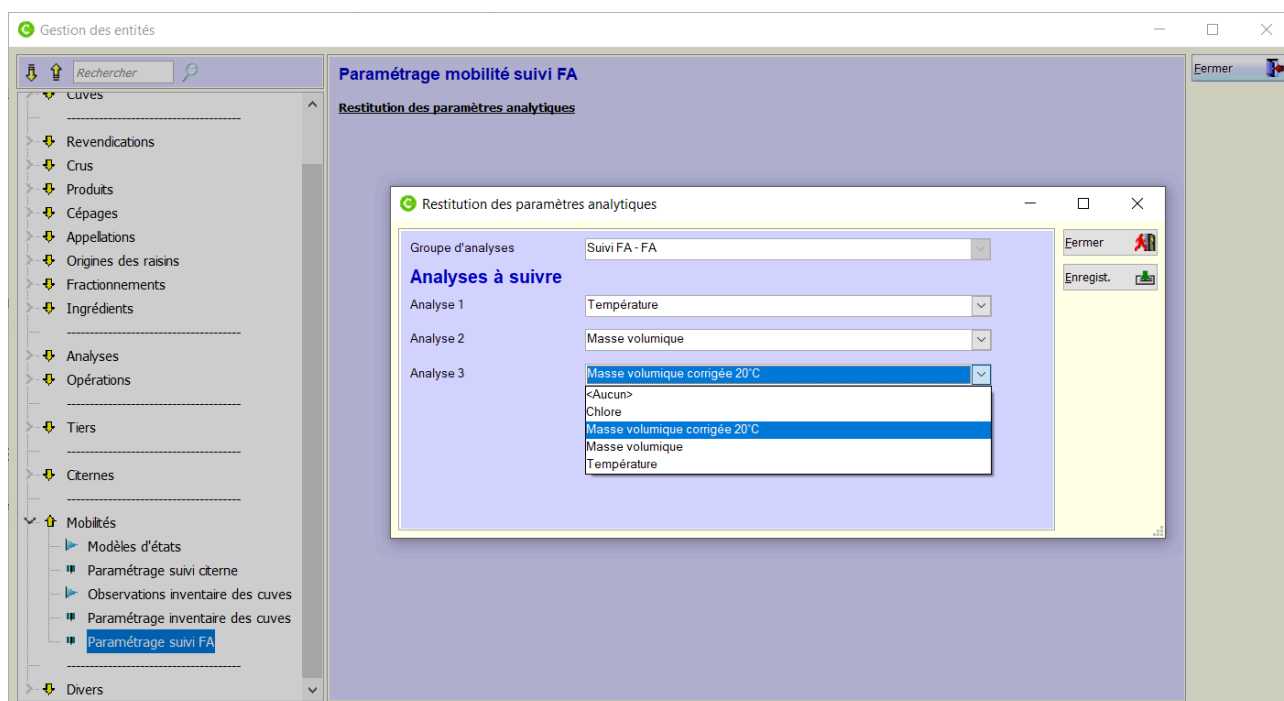 Gestion des entités
Rechercher
Cuves
Revendications
Crus
Produits
Cépages
Appellations
Origines des raisins
Fractionnements
Ingrédients
Analyses
Opérations
Tiers
Citernes
Mobilités
Modèles d'états
Paramétrage suivi citerne
Observations inventaire des cuves
Paramétrage inventaire des cuves
Paramétrage suivi FA
Divers
Paramétrage mobilité suivi FA
Restitution des paramètres analytiques
Fermer
Restitution des paramètres analytiques
Groupe d'analyses
Suivi FA - FA
Analyses à suivre
Analyse 1
Température
Analyse 2
Masse volumique
Analyse 3
Masse volumique corrigée 20°C
<Aucun>
Chlore
Masse volumique corrigée 20°C
Masse volumique
Température
Fermer
Enregist.